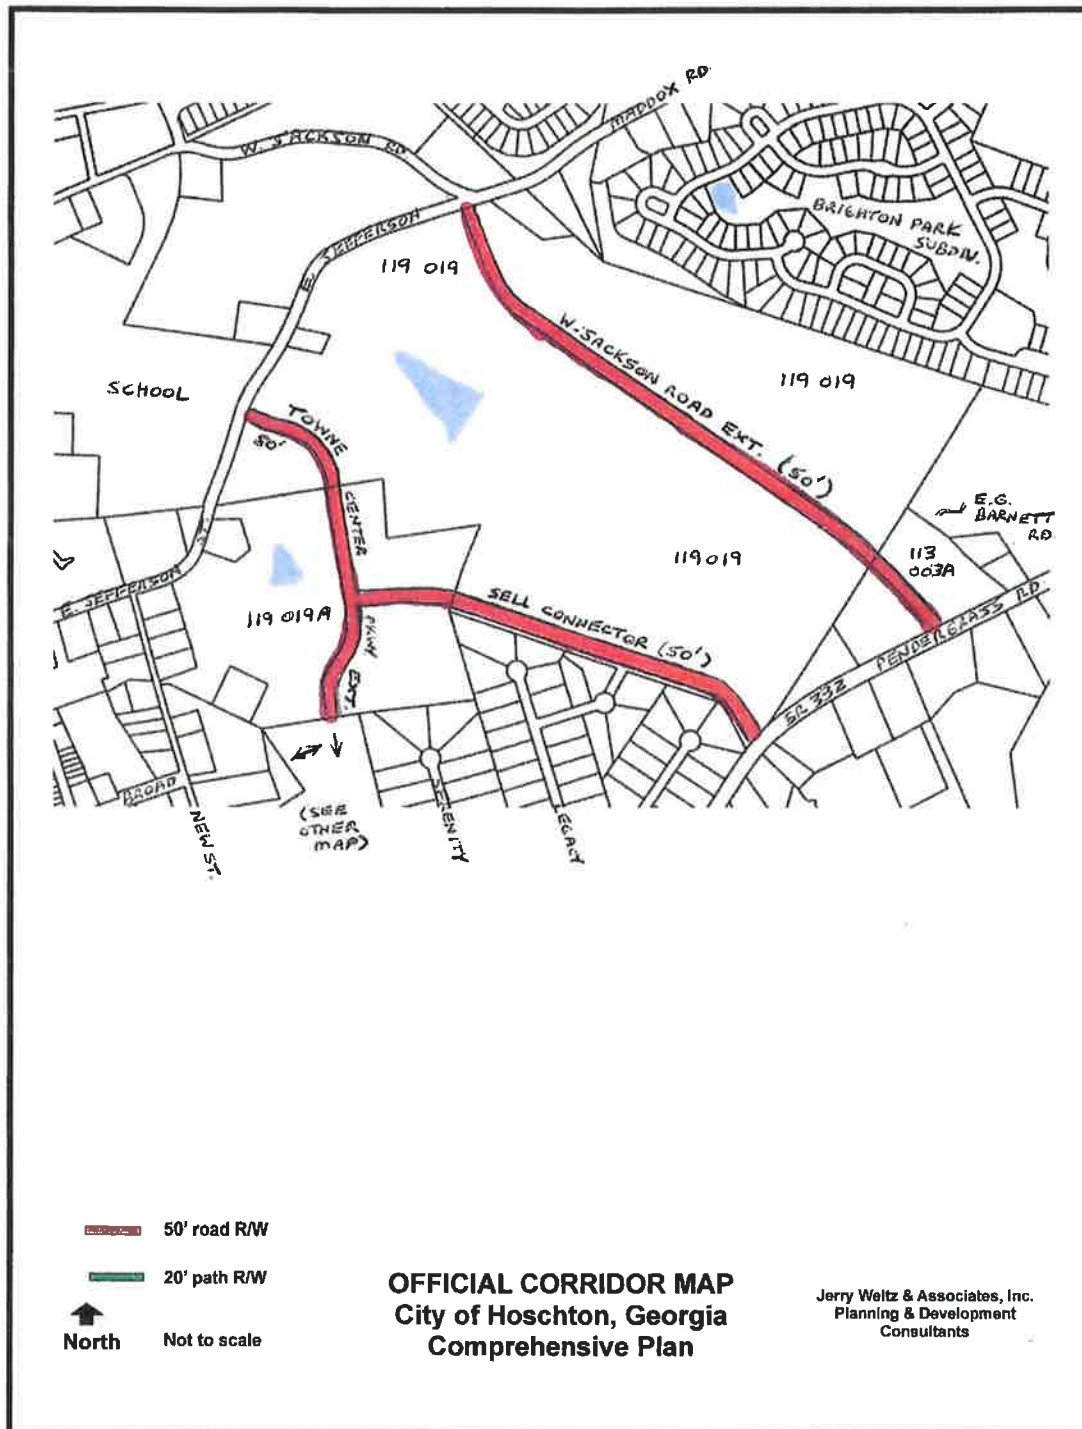 MADDOX RD.
W. JACKSON RD.
E. JEFFERSON
119 019
BRIGHTON PARK
SUBDIV.
W. JACKSON ROAD EXT. (50')
119 019
SCHOOL
TOWNE
80'
CENTER
PKWY
EXT.
E.G.
BARNETT
RD
119019
113
003A
ST.
E. JEFFERSON
119 019A
SELL CONNECTOR (50')
SR 332 PENDERGRASS RD.
BROAD
NEW ST.
(SEE
OTHER
MAP)
SERENITY
LEGACY
50' road R/W
20' path R/W
North
Not to scale
OFFICIAL CORRIDOR MAP
City of Hoschton, Georgia
Comprehensive Plan
Jerry Weitz & Associates, Inc.
Planning & Development
Consultants